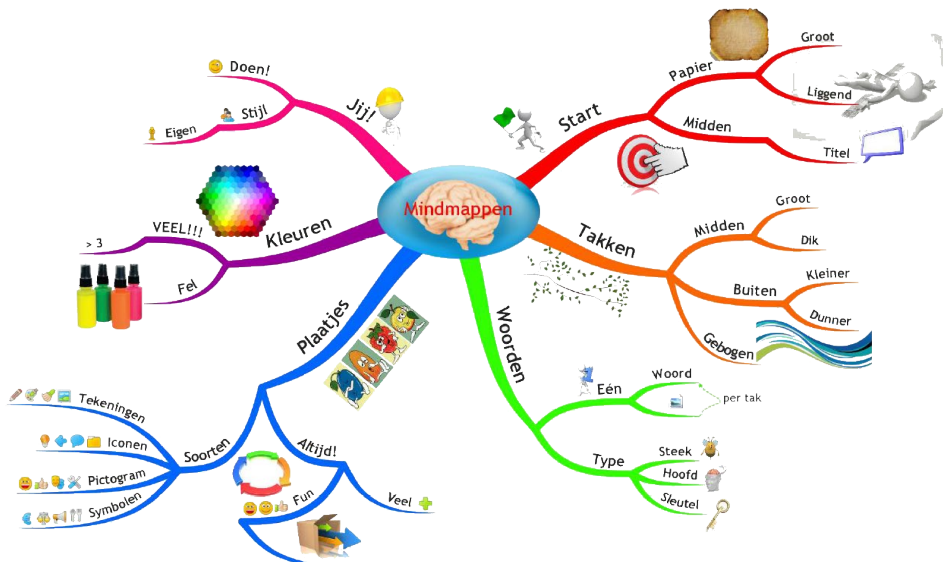 Mindmappen
Start
Papier
Groot
Liggend
Midden
Titel
Takken
Midden
Groot
Dik
Buiten
Kleiner
Dunner
Gebogen
Woorden
Eén
Woord
per tak
Type
Steek
Hoofd
Sleutel
Plaatjes
Altijd!
Veel
Fun
Soorten
Tekeningen
Iconen
Pictogram
Symbolen
Kleuren
VEEL!!!
> 3
Fel
Jij!
Doen!
Stijl
Eigen